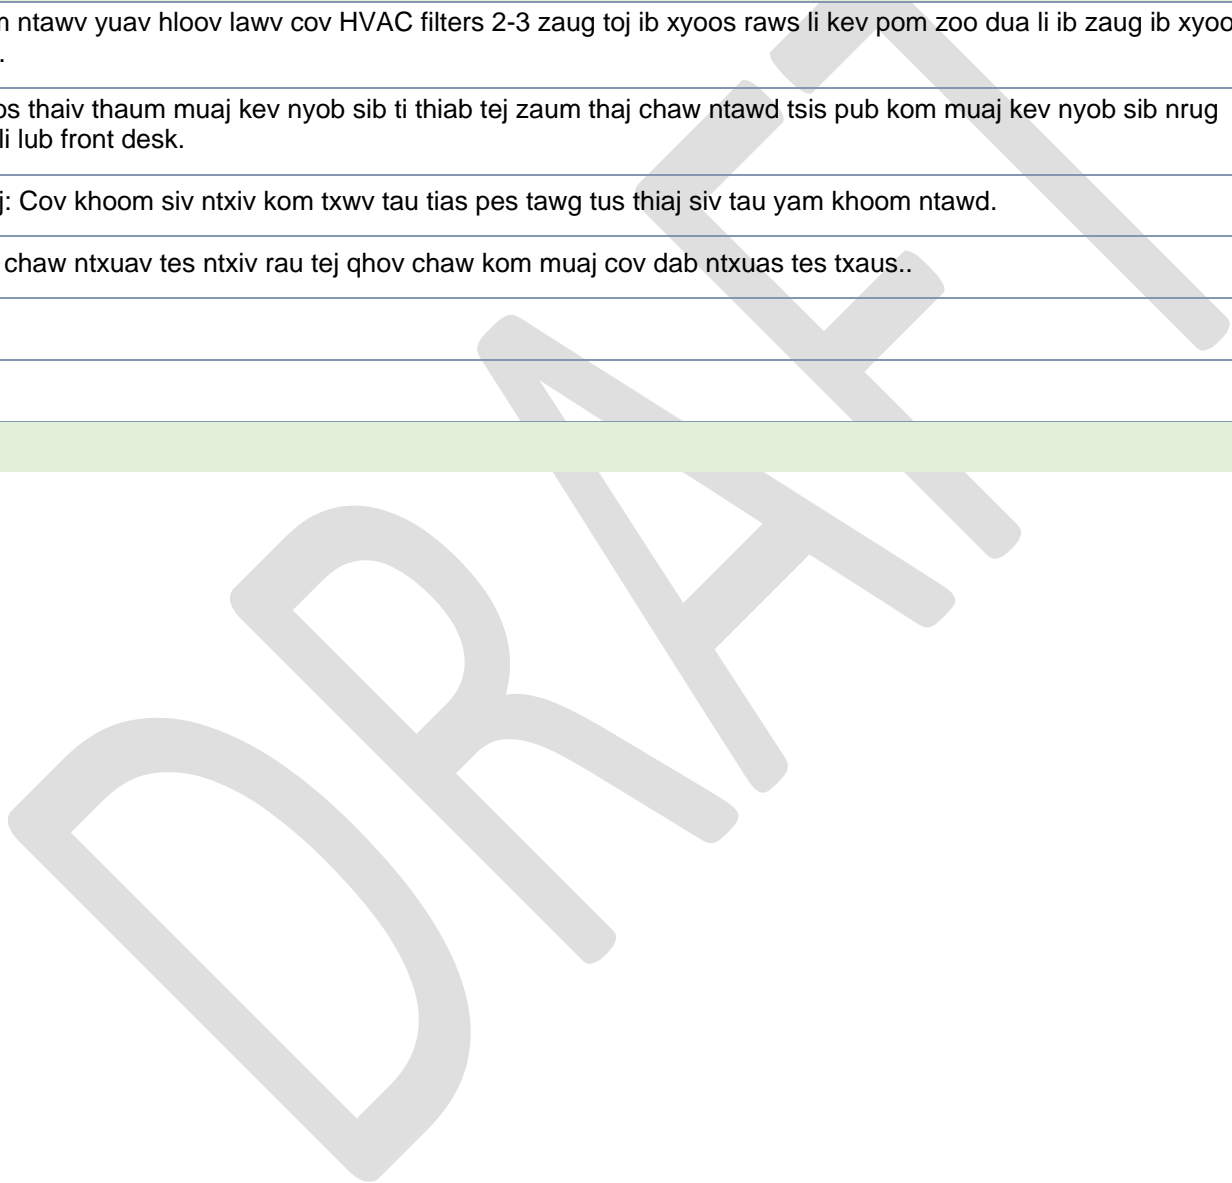 ntawv yuav hloov lawv cov HVAC filters 2-3 zaug toj ib xyoos raws li kev pom zoo dua li ib zaug ib
.
thaiv thaum muaj kev nyob sib ti thiab tej zaum thaj chaw ntawd tsis pub kom muaj kev nyob sib nrug
li lub front desk.
: Cov khoom siv ntxiv kom txwv tau tias pes tawg tus thiaj siv tau yam khoom ntawd.
chaw ntxuav tes ntxiv rau tej qhov chaw kom muaj cov dab ntxuas tes txaus..
DRAFT